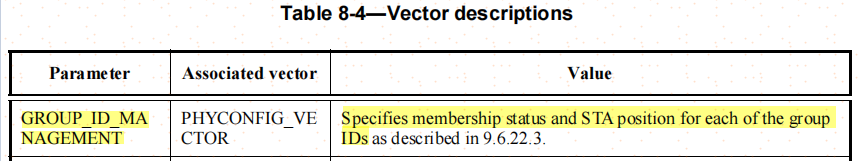 Table 8-4—Vector descriptions
Parameter Associated vector Value
GROUP_ID_MA PHYCONFIG_VE Specifies membership status and STA position for each of the group
NAGEMENT CTOR IDs as described in 9.6.22.3.